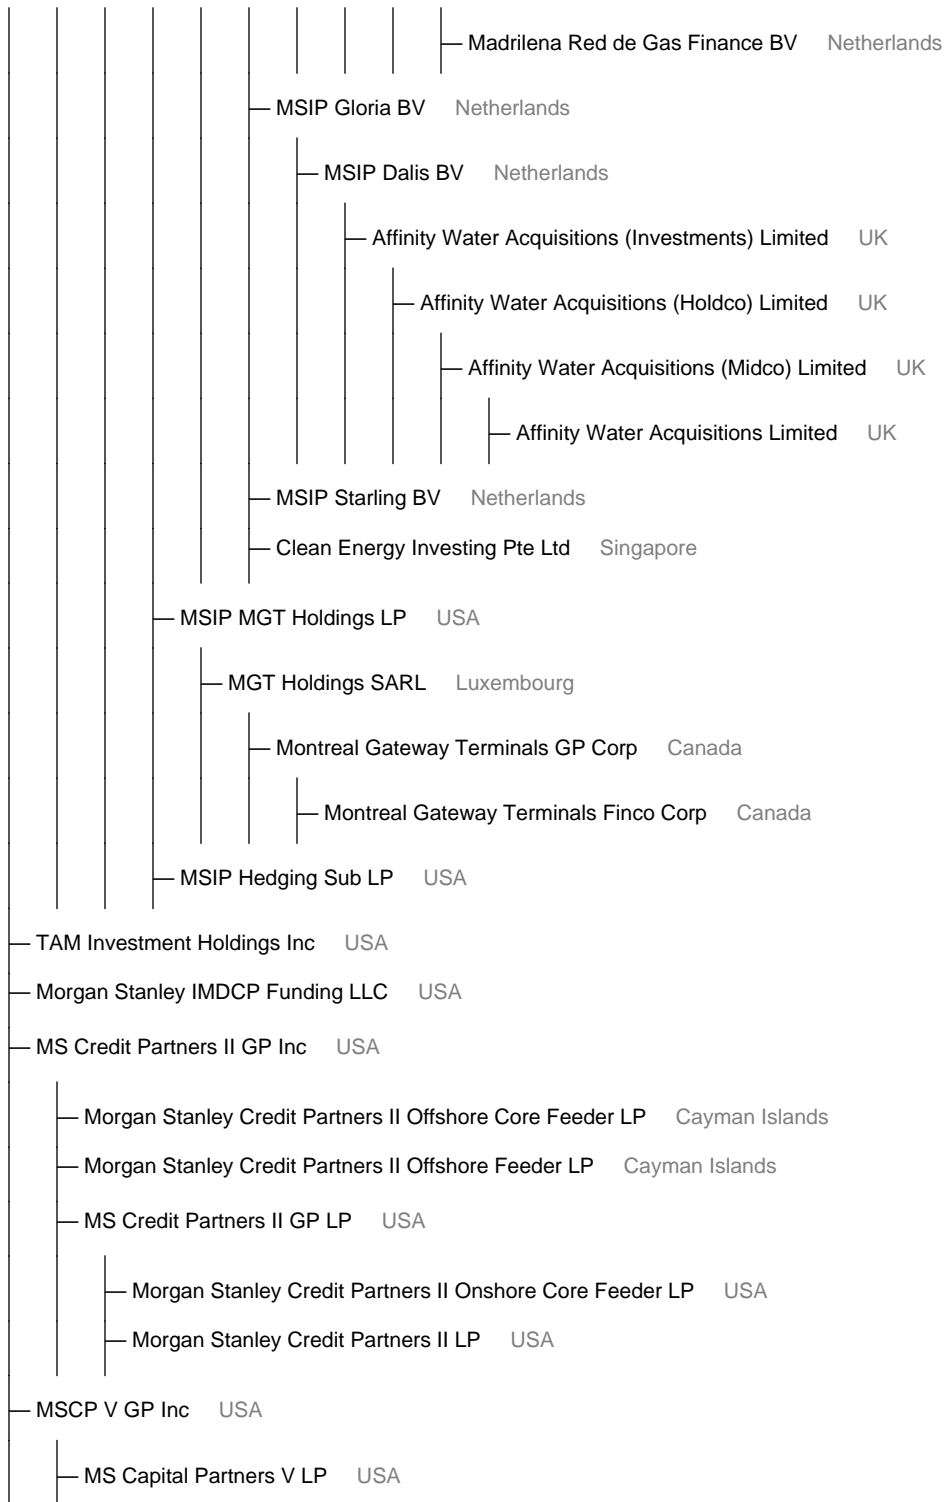 Madrilena Red de Gas Finance BV Netherlands
MSIP Gloria BV Netherlands
MSIP Dalis BV Netherlands
Affinity Water Acquisitions (Investments) Limited UK
Affinity Water Acquisitions (Holdco) Limited UK
Affinity Water Acquisitions (Midco) Limited UK
Affinity Water Acquisitions Limited UK
MSIP Starling BV Netherlands
Clean Energy Investing Pte Ltd Singapore
MSIP MGT Holdings LP USA
MGT Holdings SARL Luxembourg
Montreal Gateway Terminals GP Corp Canada
Montreal Gateway Terminals Finco Corp Canada
MSIP Hedging Sub LP USA
TAM Investment Holdings Inc USA
Morgan Stanley IMDCP Funding LLC USA
MS Credit Partners II GP Inc USA
Morgan Stanley Credit Partners II Offshore Core Feeder LP Cayman Islands
Morgan Stanley Credit Partners II Offshore Feeder LP Cayman Islands
MS Credit Partners II GP LP USA
Morgan Stanley Credit Partners II Onshore Core Feeder LP USA
Morgan Stanley Credit Partners II LP USA
MSCP V GP Inc USA
MS Capital Partners V LP USA